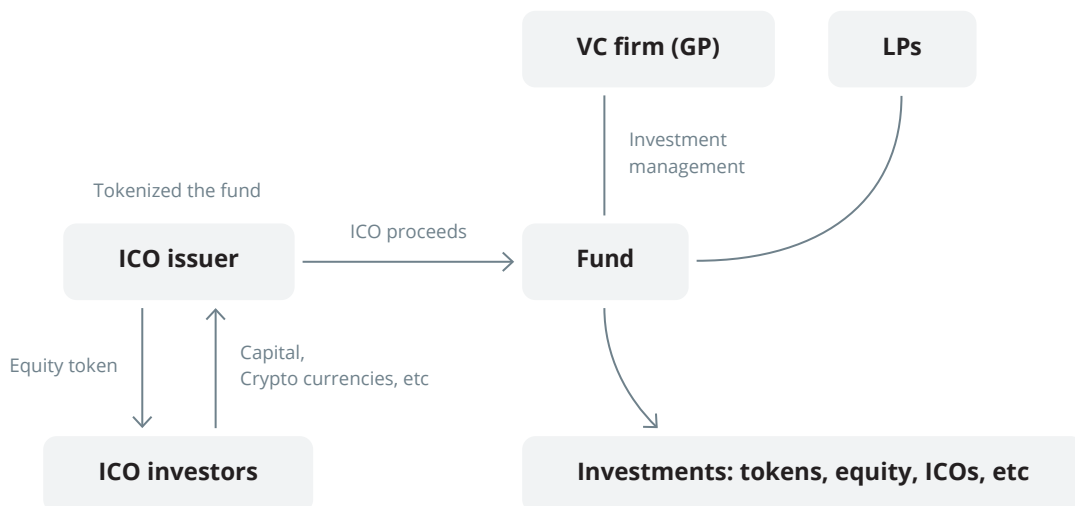 VC firm (GP)
LPs
Investment
management
Tokenized the fund
ICO issuer
ICO proceeds
Fund
Equity token
Capital,
Crypto currencies, etc
ICO investors
Investments: tokens, equity, ICOs, etc